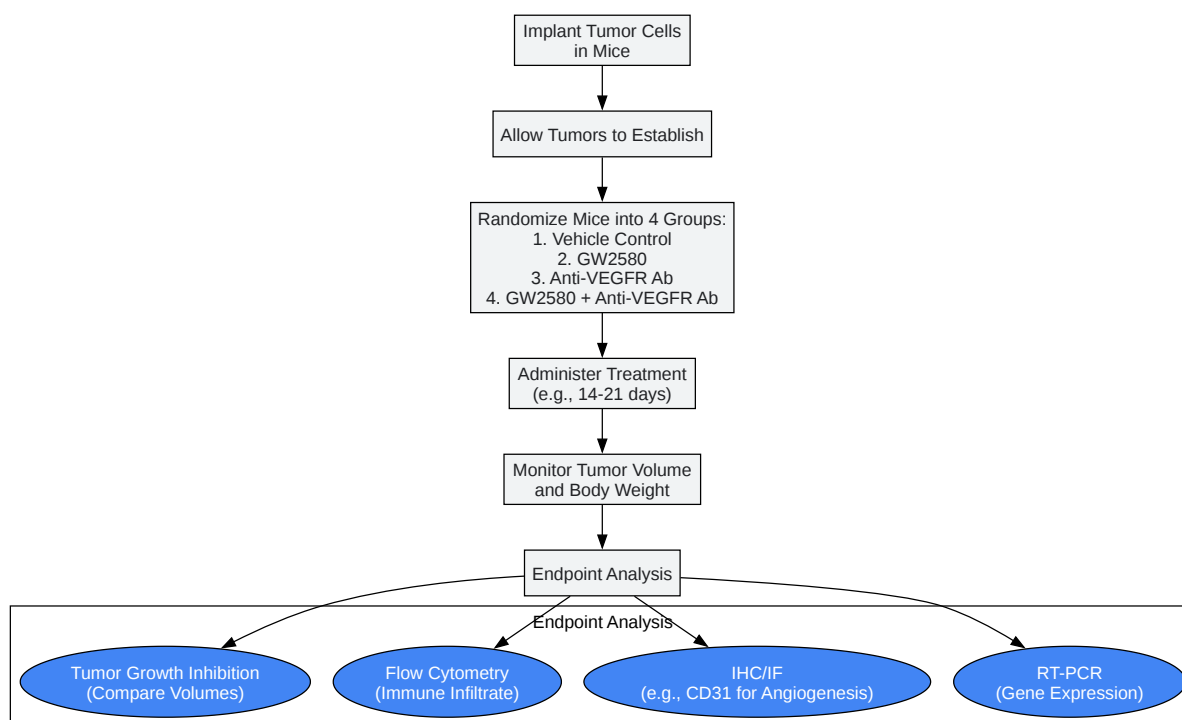 Implant Tumor Cells
in Mice
Allow Tumors to Establish
Randomize Mice into 4 Groups:
1. Vehicle Control
2. GW2580
3. Anti-VEGFR Ab
4. GW2580 + Anti-VEGFR Ab
Administer Treatment
(e.g., 14-21 days)
Monitor Tumor Volume
and Body Weight
Endpoint Analysis
Endpoint Analysis
Tumor Growth Inhibition
(Compare Volumes)
Flow Cytometry
(Immune Infiltrate)
IHC/IF
(e.g., CD31 for Angiogenesis)
RT-PCR
(Gene Expression)